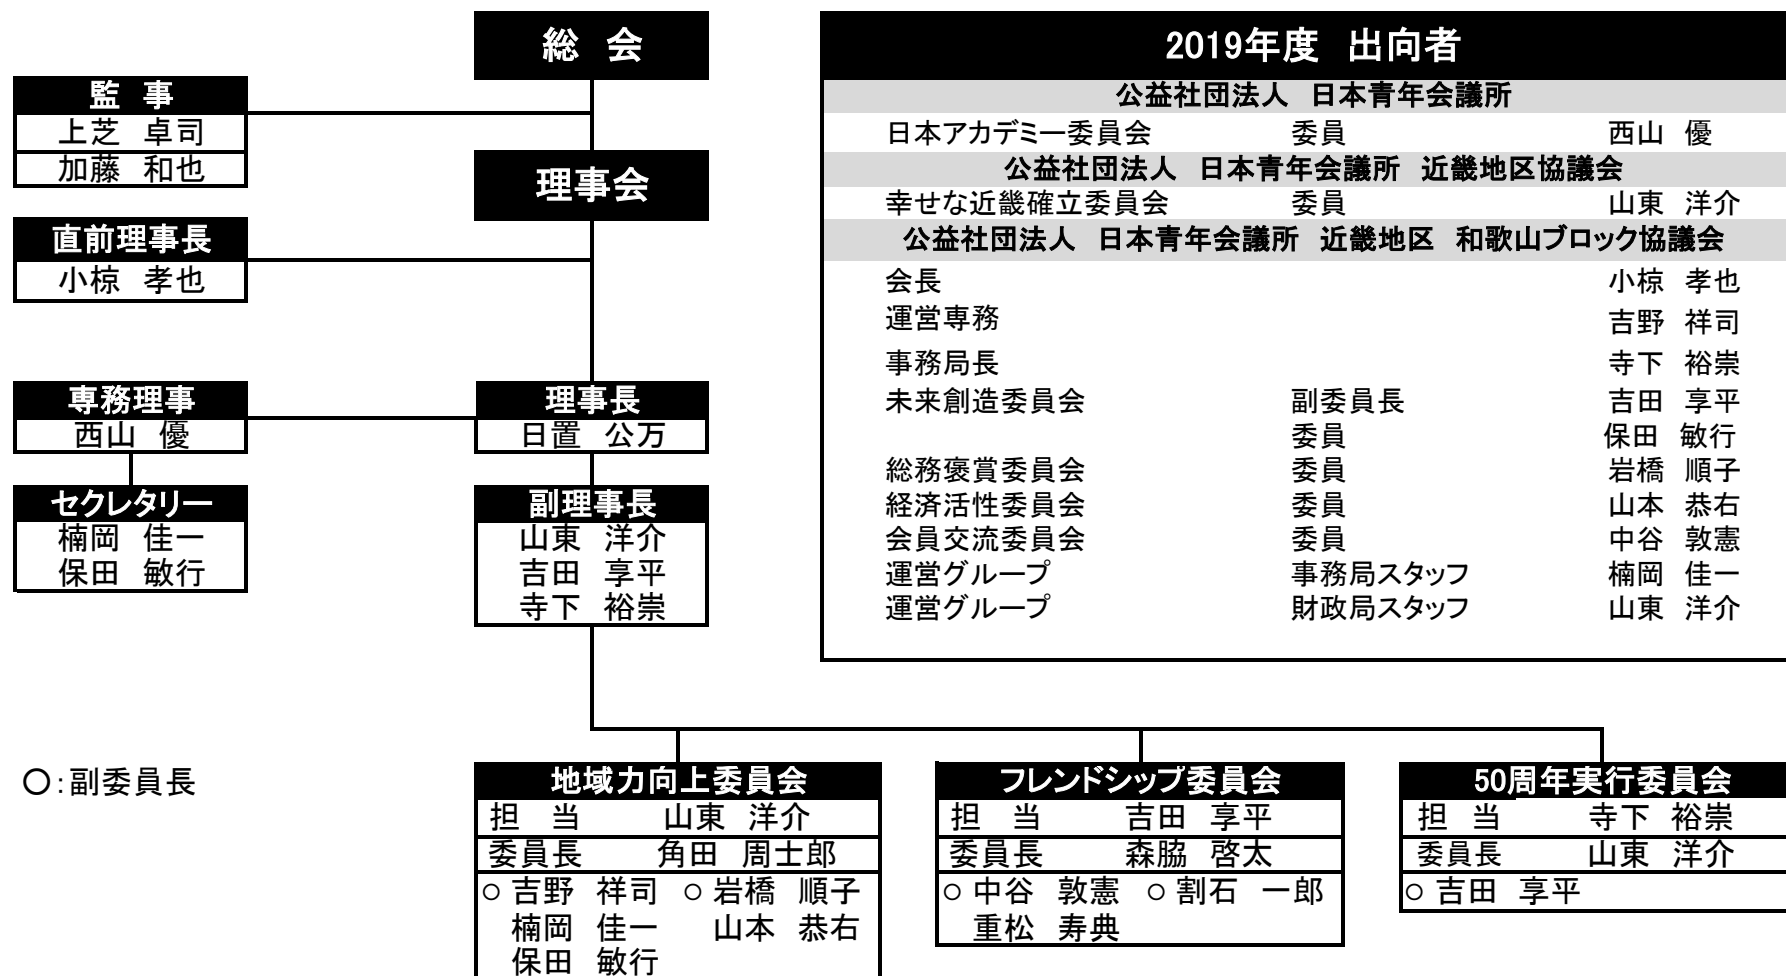 総 会
監 事
上芝 卓司
加藤 和也
理事会
直前理事長
小椋 孝也
専務理事
西山 優
理事長
日置 公万
セクレタリー
楠岡 佳一
保田 敏行
副理事長
山東 洋介
吉田 享平
寺下 裕崇
2019年度 出向者
公益社団法人 日本青年会議所
日本アカデミー委員会 委員 西山 優
公益社団法人 日本青年会議所 近畿地区協議会
幸せな近畿確立委員会 委員 山東 洋介
公益社団法人 日本青年会議所 近畿地区 和歌山ブロック協議会
会長 小椋 孝也
運営専務 吉野 祥司
事務局長 寺下 裕崇
未来創造委員会 副委員長 吉田 享平
委員 保田 敏行
総務褒賞委員会 委員 岩橋 順子
経済活性委員会 委員 山本 恭右
会員交流委員会 委員 中谷 敦憲
運営グループ 事務局スタッフ 楠岡 佳一
運営グループ 財政局スタッフ 山東 洋介
○:副委員長
地域力向上委員会
担 当 山東 洋介
委員長 角田 周士郎
○ 吉野 祥司 ○ 岩橋 順子
楠岡 佳一 山本 恭右
保田 敏行
フレンドシップ委員会
担 当 吉田 享平
委員長 森脇 啓太
○ 中谷 敦憲 ○ 割石 一郎
重松 寿典
50周年実行委員会
担 当 寺下 裕崇
委員長 山東 洋介
○ 吉田 享平